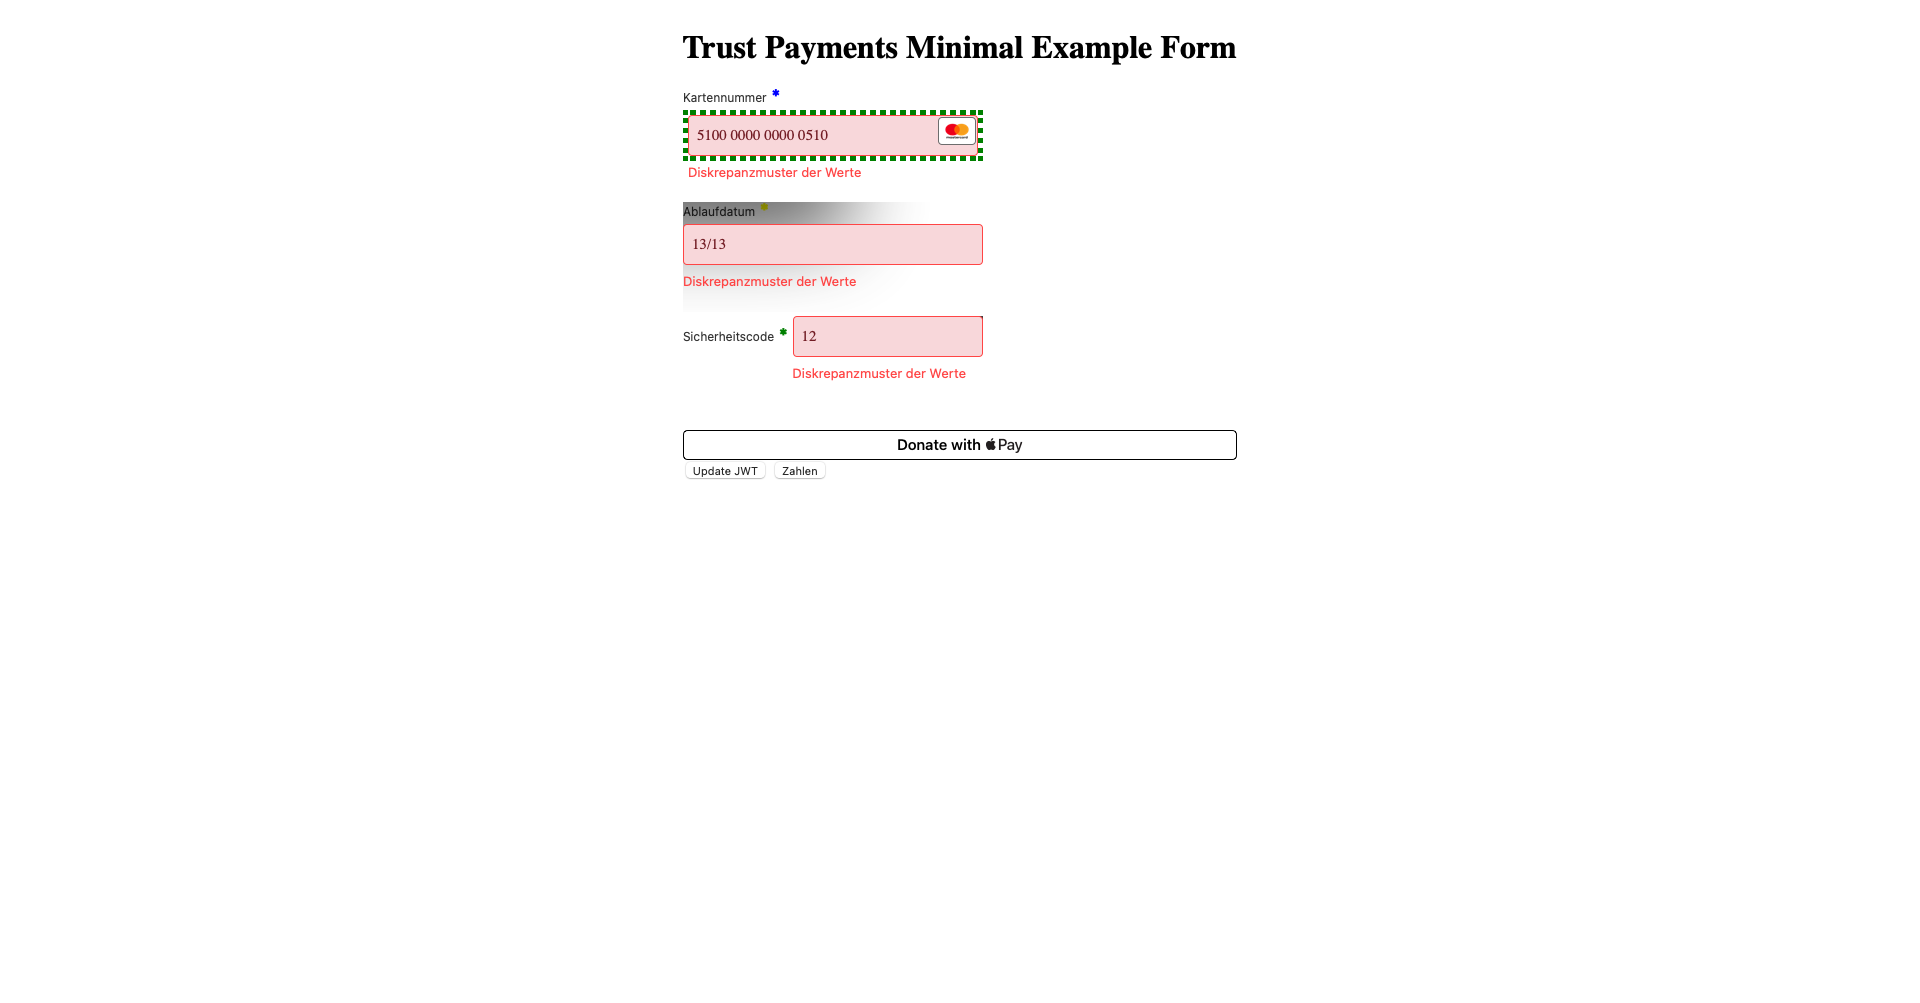 Trust Payments Minimal Example Form
Kartennummer *
5100 0000 0000 0510
mastercard
Diskrepanzmuster der Werte
Ablaufdatum *
13/13
Diskrepanzmuster der Werte
Sicherheitscode * 12
Diskrepanzmuster der Werte
Donate with Pay
Update JWT Zahlen